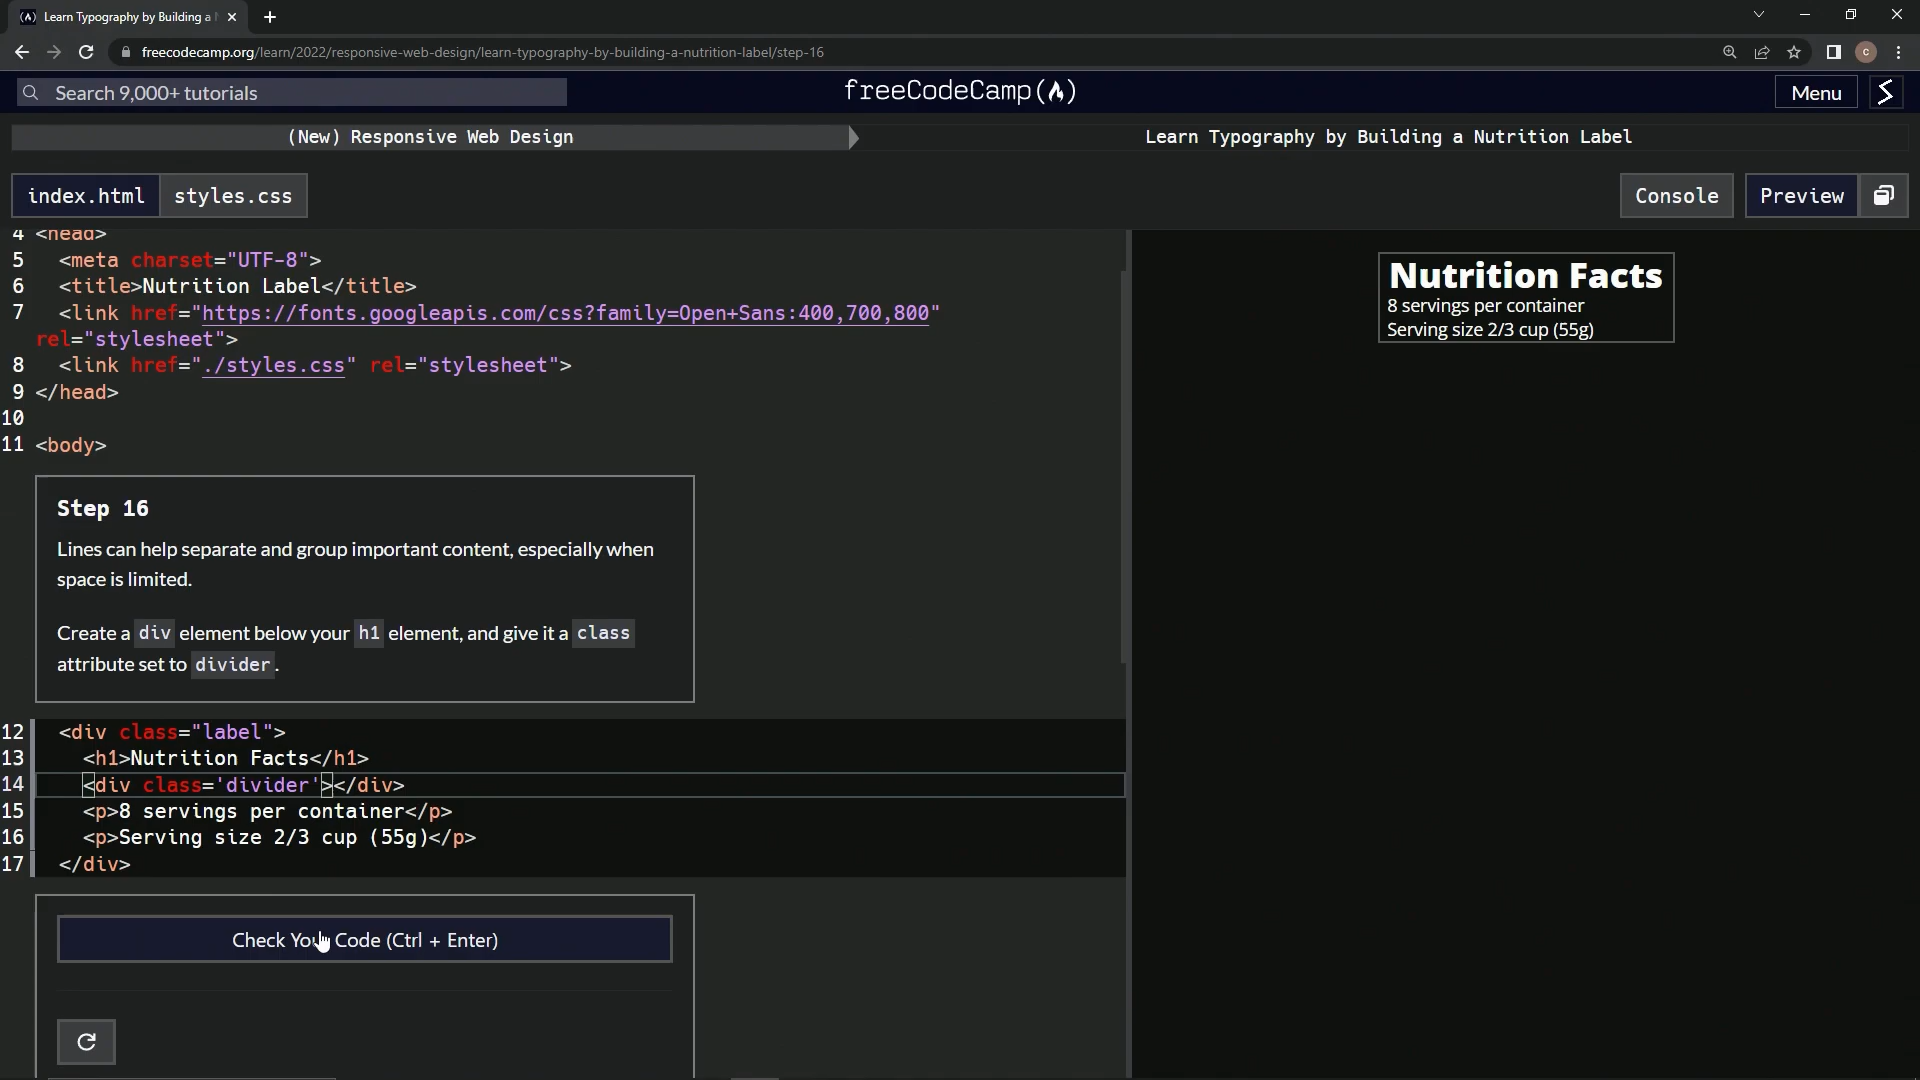 Learn Typography by Building a
freecodecamp.org/learn/2022/responsive-web-design/learn-typography-by-building-a-nutrition-label/step-16
C
Search 9,000+ tutorials
freeCodeCamp
Menu
(New) Responsive Web Design
Learn Typography by Building a Nutrition Label
index.html
styles.css
Console
Preview
4 <head>
5 <meta charset="UTF-8">
6 <title>Nutrition Label</title>
7 <link href="https://fonts.googleapis.com/css?family=Open+Sans:400,700,800"
rel="stylesheet">
8 <link href="./styles.css" rel="stylesheet">
9 </head>
10
11 <body>
Step 16
Lines can help separate and group important content, especially when
space is limited.
Create a div element below your h1 element, and give it a class
attribute set to divider.
12 <div class="label">
13 <h1>Nutrition Facts</h1>
14 <div class='divider'></div>
15 <p>8 servings per container</p>
16 <p>Serving size 2/3 cup (55g)</p>
17 </div>
Check Your Code (Ctrl + Enter)
Nutrition Facts
8 servings per container
Serving size 2/3 cup (55g)